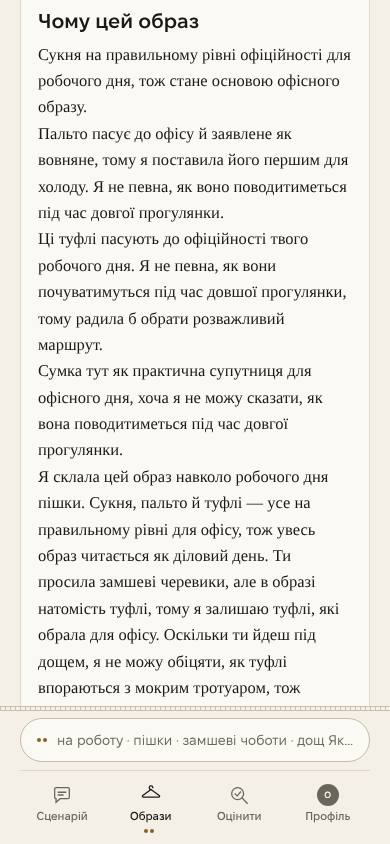 Чому цей образ
Сукня на правильному рівні офіційності для
робочого дня, тож стане основою офісного
образу.
Пальто пасує до офісу й заявлене як
вовняне, тому я поставила його першим для
холоду. Я не певна, як воно поводитиметься
під час довгої прогулянки.
Ці туфлі пасують до офіційності твого
робочого дня. Я не певна, як вони
почуватимуться під час довшої прогулянки,
тому радила б обрати розважливий
маршрут.
Сумка тут як практична супутниця для
офісного дня, хоча я не можу сказати, як
вона поводитиметься під час довгої
прогулянки.
Я склала цей образ навколо робочого дня
пішки. Сукня, пальто й туфлі — усе на
правильному рівні для офісу, тож увесь
образ читається як діловий день. Ти
просила замшеві черевики, але в образі
натомість туфлі, тому я залишаю туфлі, які
обрала для офісу. Оскільки ти йдеш під
дощем, я не можу обіцяти, як туфлі
впораються з мокрим тротуаром, тож
на роботу · пішки · замшеві чоботи · дощ Як...
Сценарій
Образи
Оцінити
О
Профіль